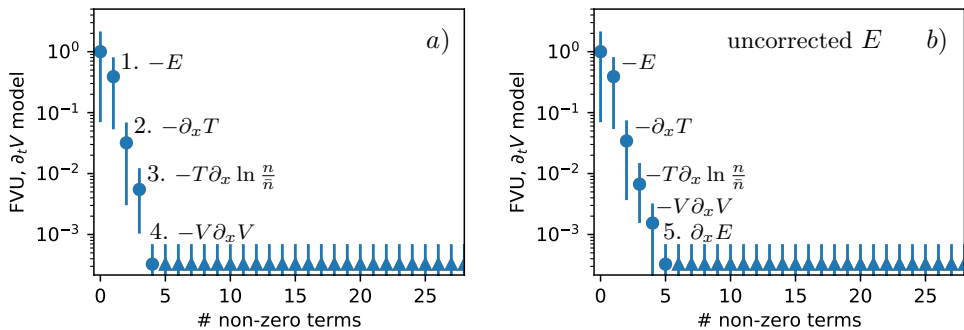 a)
10⁰
10⁻¹
10⁻²
10⁻³
FVU, ∂ₜV model
1. −E
2. −∂ₓT
3. −T∂ₓ ln n/n̄
4. −V∂ₓV
0 5 10 15 20 25
# non-zero terms
uncorrected E b)
10⁰
10⁻¹
10⁻²
10⁻³
FVU, ∂ₜV model
−E
−∂ₓT
−T∂ₓ ln n/n̄
−V∂ₓV
5. ∂ₓE
0 5 10 15 20 25
# non-zero terms